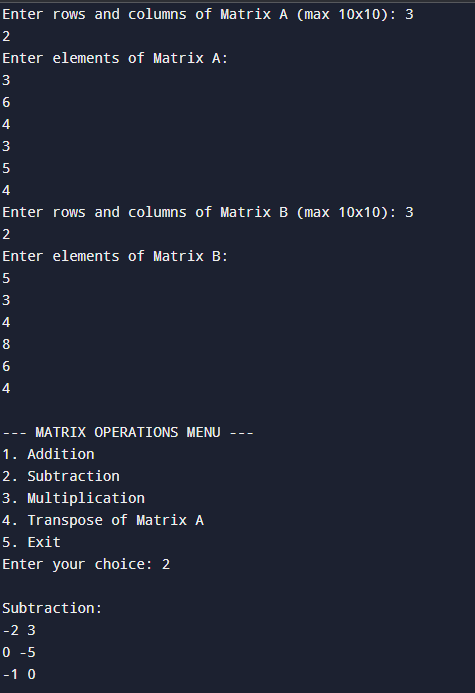 Enter rows and columns of Matrix A (max 10x10): 3
2
Enter elements of Matrix A:
3
6
4
3
5
4
Enter rows and columns of Matrix B (max 10x10): 3
2
Enter elements of Matrix B:
5
3
4
8
6
4
--- MATRIX OPERATIONS MENU ---
1. Addition
2. Subtraction
3. Multiplication
4. Transpose of Matrix A
5. Exit
Enter your choice: 2
Subtraction:
-2 3
0 -5
-1 0